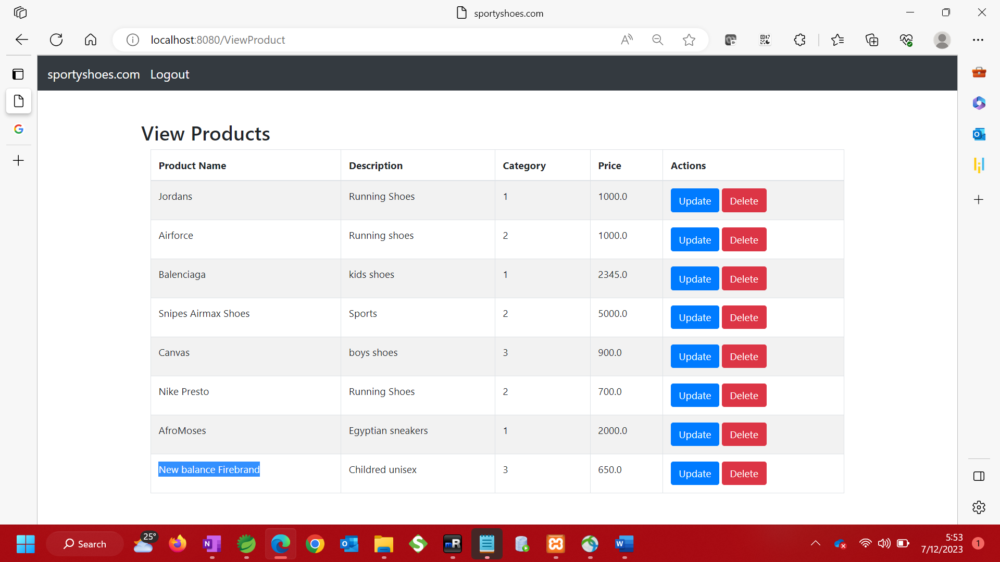 sportyshoes.com
localhost:8080/ViewProduct
sportyshoes.com Logout
View Products
Product Name Description Category Price Actions
Jordans Running Shoes 1 1000.0 Update Delete
Airforce Running shoes 2 1000.0 Update Delete
Balenciaga kids shoes 1 2345.0 Update Delete
Snipes Airmax Shoes Sports 2 5000.0 Update Delete
Canvas boys shoes 3 900.0 Update Delete
Nike Presto Running Shoes 2 700.0 Update Delete
AfroMoses Egyptian sneakers 1 2000.0 Update Delete
New balance Firebrand Childred unisex 3 650.0 Update Delete
Search 25° 5:53 1
7/12/2023